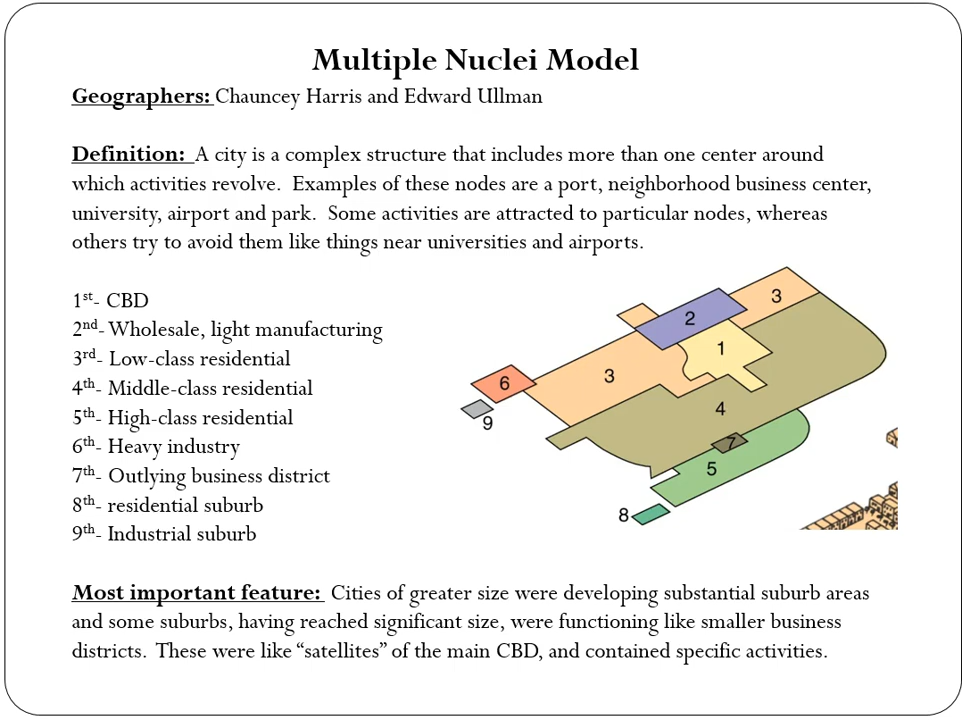 Multiple Nuclei Model
Geographers: Chauncey Harris and Edward Ullman
Definition: A city is a complex structure that includes more than one center around
which activities revolve. Examples of these nodes are a port, neighborhood business center,
university, airport and park. Some activities are attracted to particular nodes, whereas
others try to avoid them like things near universities and airports.
1st- CBD
2nd- Wholesale, light manufacturing
3rd- Low-class residential
4th- Middle-class residential
5th- High-class residential
6th- Heavy industry
7th- Outlying business district
8th- residential suburb
9th- Industrial suburb
3
2
1
3
6
9
4
7
5
8
Most important feature: Cities of greater size were developing substantial suburb areas
and some suburbs, having reached significant size, were functioning like smaller business
districts. These were like “satellites” of the main CBD, and contained specific activities.